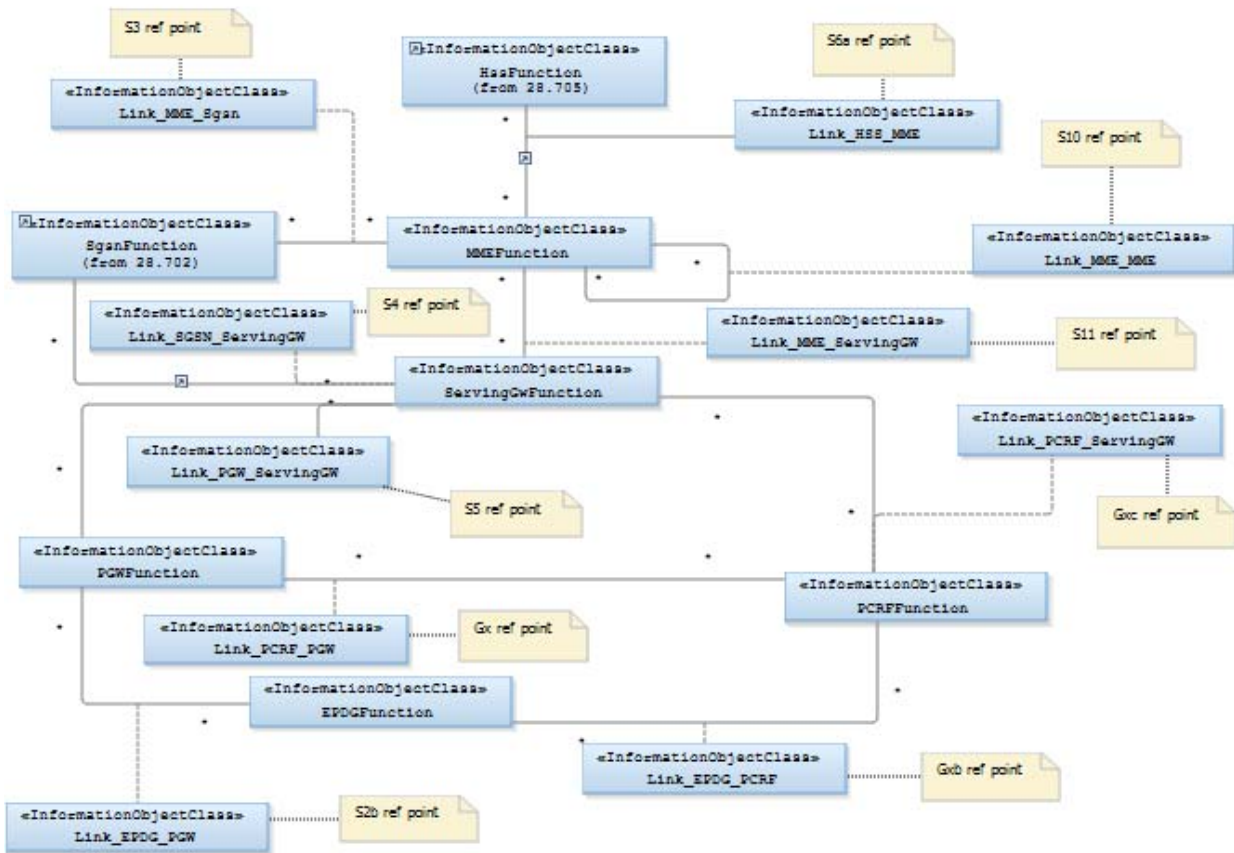 S3 ref point
«InformationObjectClass»
HssFunction
(from 28.705)
S6a ref point
«InformationObjectClass»
Link_MME_Sgsn
«InformationObjectClass»
Link_HSS_MME
S10 ref point
*
*
*
*
«InformationObjectClass»
SgsnFunction
(from 28.702)
«InformationObjectClass»
MMEFunction
«InformationObjectClass»
Link_MME_MME
*
*
*
S4 ref point
«InformationObjectClass»
Link_SGSN_ServingGW
«InformationObjectClass»
Link_MME_ServingGW
S11 ref point
*
*
«InformationObjectClass»
ServingGwFunction
*
*
*
«InformationObjectClass»
Link_PCRF_ServingGW
«InformationObjectClass»
Link_PGW_ServingGW
*
S5 ref point
Gxc ref point
*
«InformationObjectClass»
PGWFunction
*
*
«InformationObjectClass»
PCRFFunction
*
«InformationObjectClass»
Link_PCRF_PGW
Gx ref point
«InformationObjectClass»
EPDGFunction
*
*
*
«InformationObjectClass»
Link_EPDG_PCRF
Gxb ref point
«InformationObjectClass»
Link_EPDG_PGW
S2b ref point